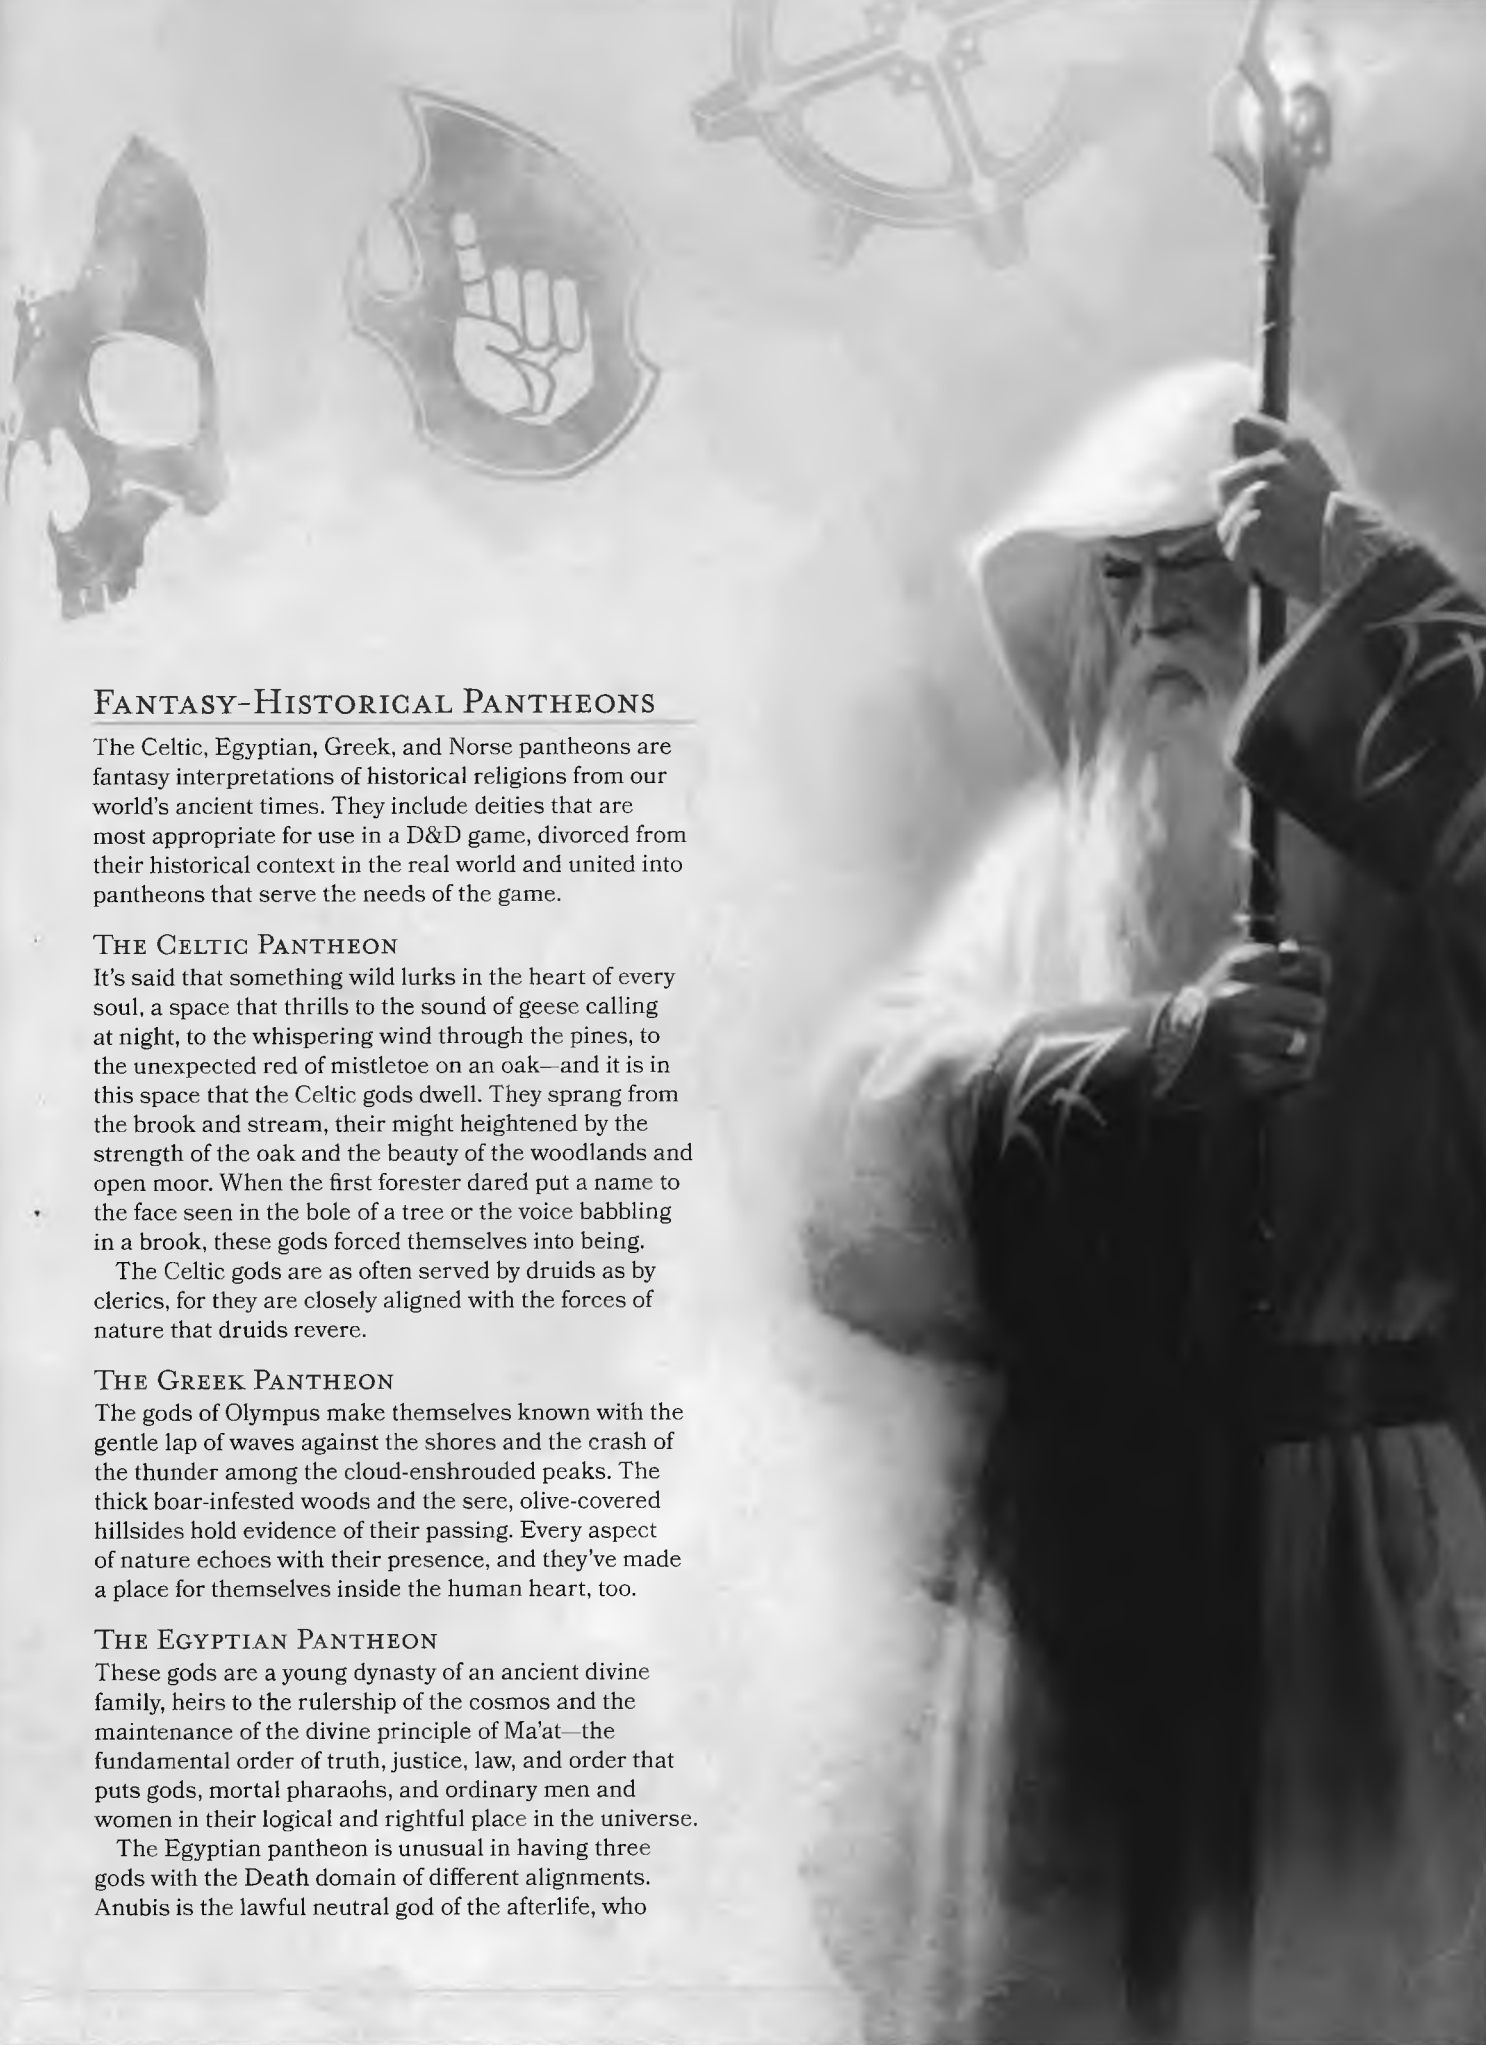 Fantasy-Historical Pantheons
The Celtic, Egyptian, Greek, and Norse pantheons are
fantasy interpretations of historical religions from our
world's ancient times. They include deities that are
most appropriate for use in a D&D game, divorced from
their historical context in the real world and united into
pantheons that serve the needs of the game.
The Celtic Pantheon
It's said that something wild lurks in the heart of every
soul, a space that thrills to the sound of geese calling
at night, to the whispering wind through the pines, to
the unexpected red of mistletoe on an oak—and it is in
this space that the Celtic gods dwell. They sprang from
the brook and stream, their might heightened by the
strength of the oak and the beauty of the woodlands and
open moor. When the first forester dared put a name to
the face seen in the bole of a tree or the voice babbling
in a brook, these gods forced themselves into being.
The Celtic gods are as often served by druids as by
clerics, for they are closely aligned with the forces of
nature that druids revere.
The Greek Pantheon
The gods of Olympus make themselves known with the
gentle lap of waves against the shores and the crash of
the thunder among the cloud-enshrouded peaks. The
thick boar-infested woods and the sere, olive-covered
hillsides hold evidence of their passing. Every aspect
of nature echoes with their presence, and they've made
a place for themselves inside the human heart, too.
The Egyptian Pantheon
These gods are a young dynasty of an ancient divine
family, heirs to the rulership of the cosmos and the
maintenance of the divine principle of Ma'at—the
fundamental order of truth, justice, law, and order that
puts gods, mortal pharaohs, and ordinary men and
women in their logical and rightful place in the universe.
The Egyptian pantheon is unusual in having three
gods with the Death domain of different alignments.
Anubis is the lawful neutral god of the afterlife, who